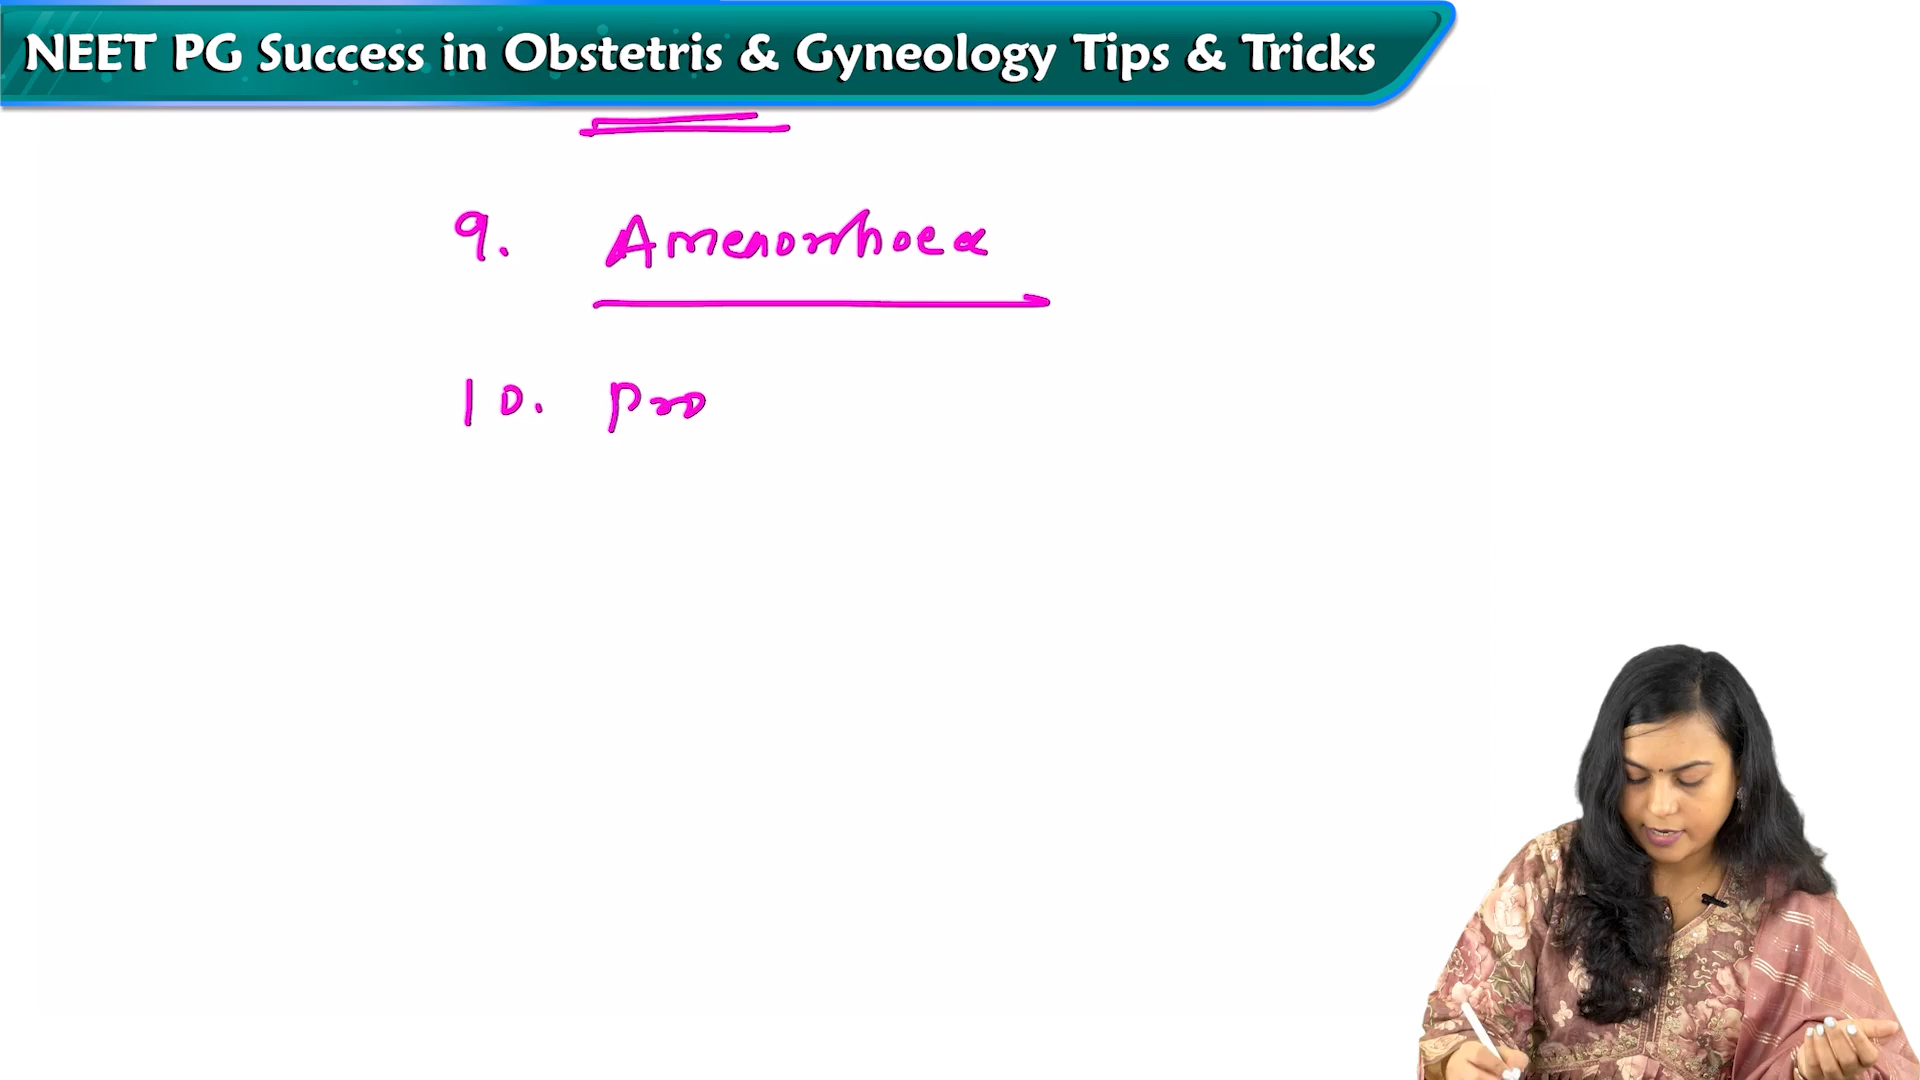 NEET PG Success in Obstetris & Gyneology Tips & Tricks
9. Amenorrhoea
10. Pro